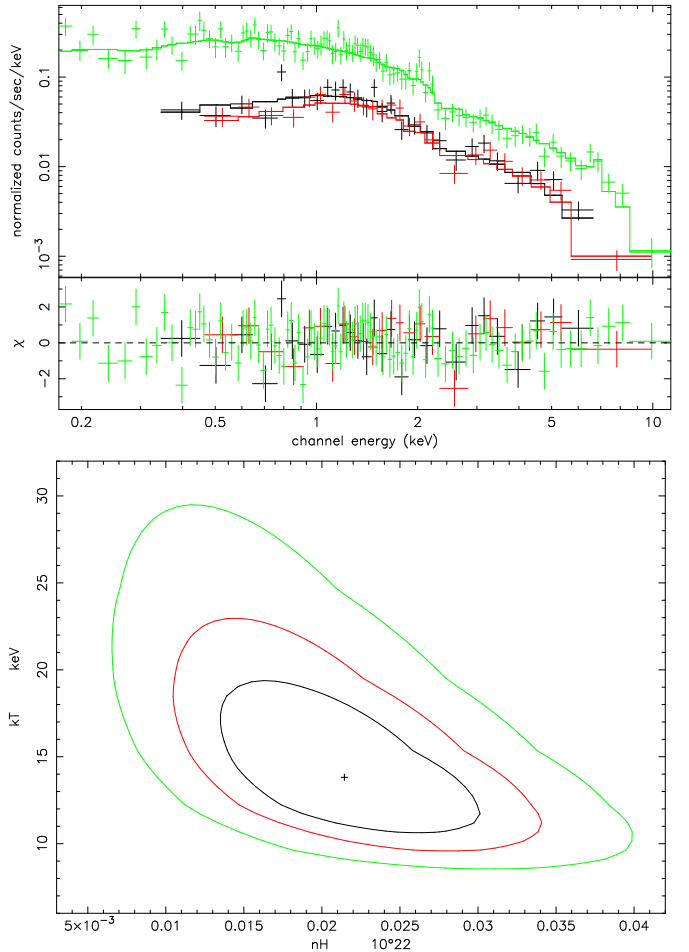 normalized counts/sec/keV
0.1
0.01
10⁻³
χ
2
0
−2
0.2 0.5 1 2 5 10
channel energy (keV)
kT keV
30
25
20
15
10
5×10⁻³ 0.01 0.015 0.02 0.025 0.03 0.035 0.04
nH 10^22